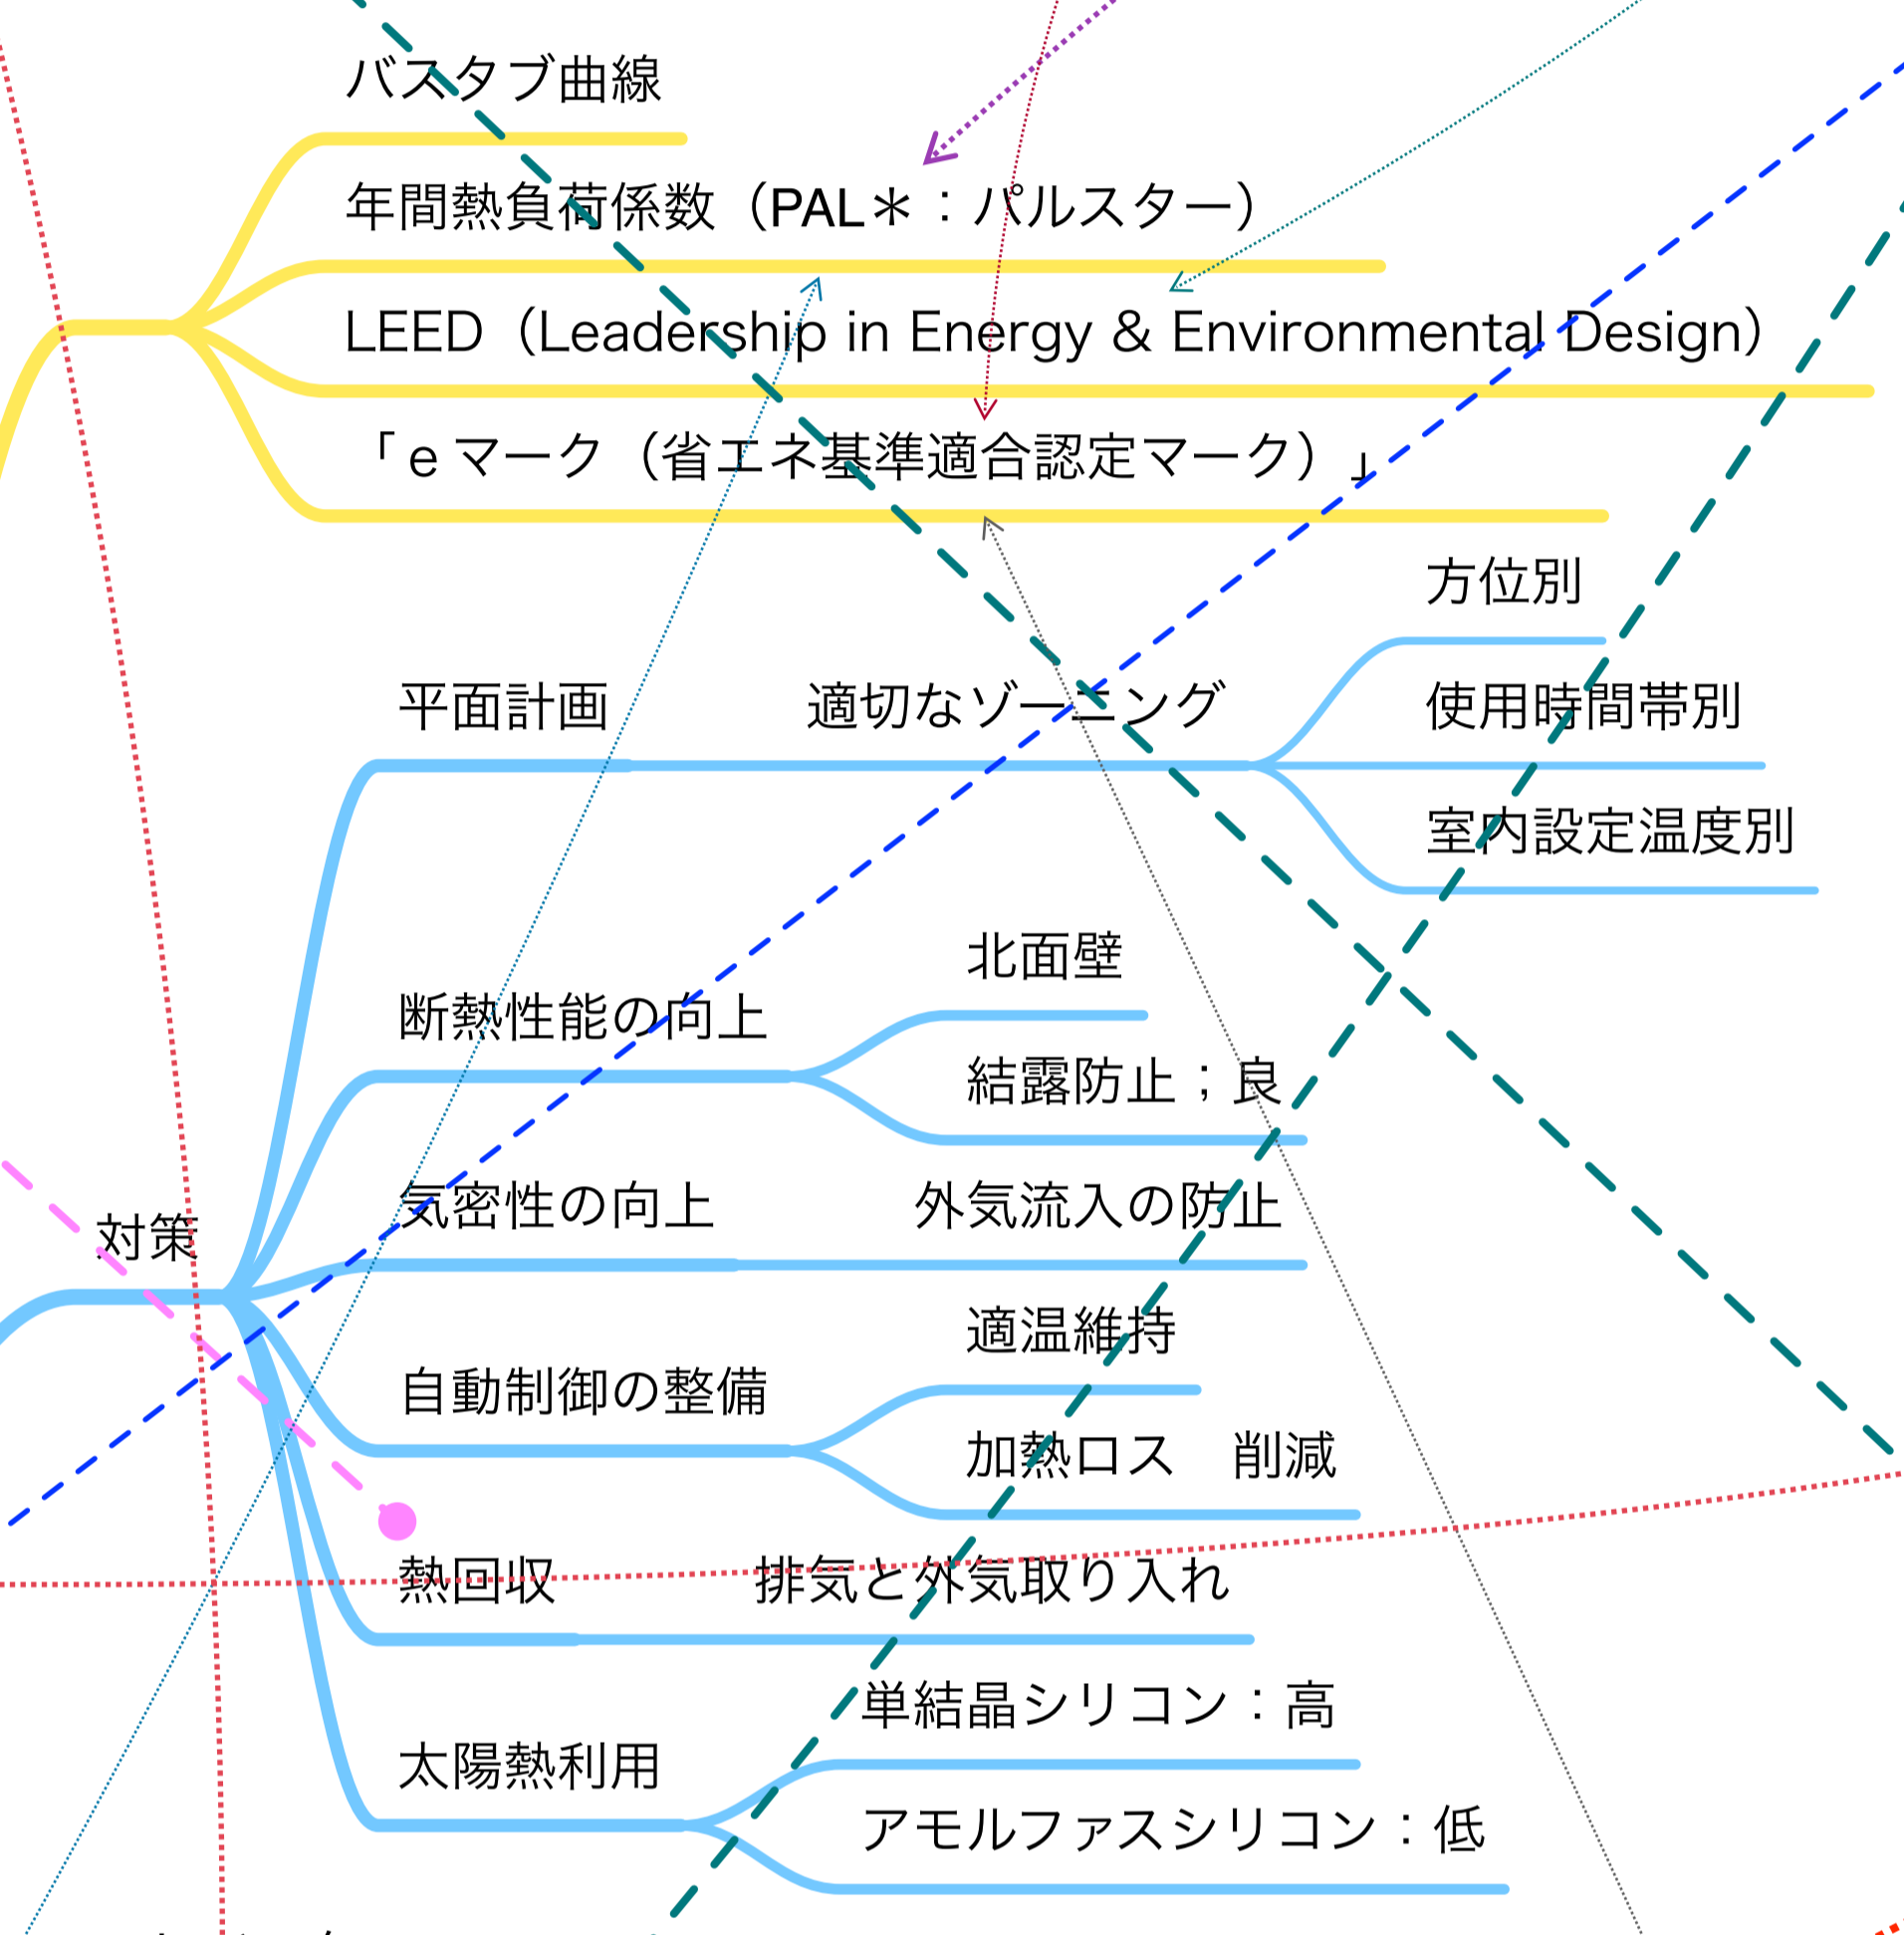 バスタブ曲線
年間熱負荷係数（PAL＊：パルスター）
LEED（Leadership in Energy & Environmental Design）
「eマーク（省エネ基準適合認定マーク）」
方位別
平面計画 適切なゾーニング 使用時間帯別
室内設定温度別
北面壁
断熱性能の向上
結露防止；良
気密性の向上 外気流入の防止
対策
適温維持
自動制御の整備
加熱ロス　削減
熱回収 排気と外気取り入れ
単結晶シリコン：高
太陽熱利用
アモルファスシリコン：低